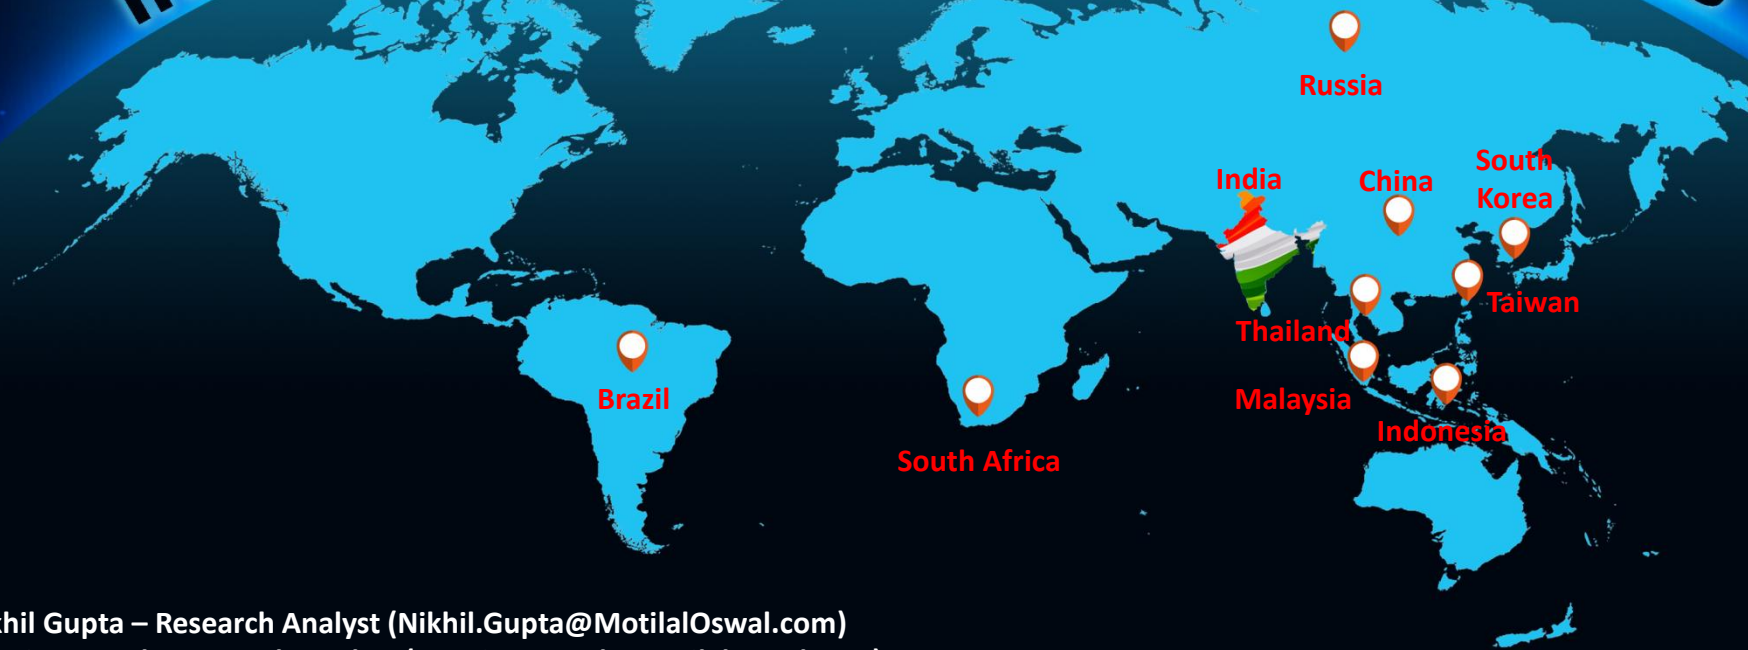 Russia
South
Korea
India
China
Taiwan
Thailand
Brazil
Malaysia
Indonesia
South Africa
Gupta – Research Analyst (Nikhil.Gupta@MotilalOswal.com)